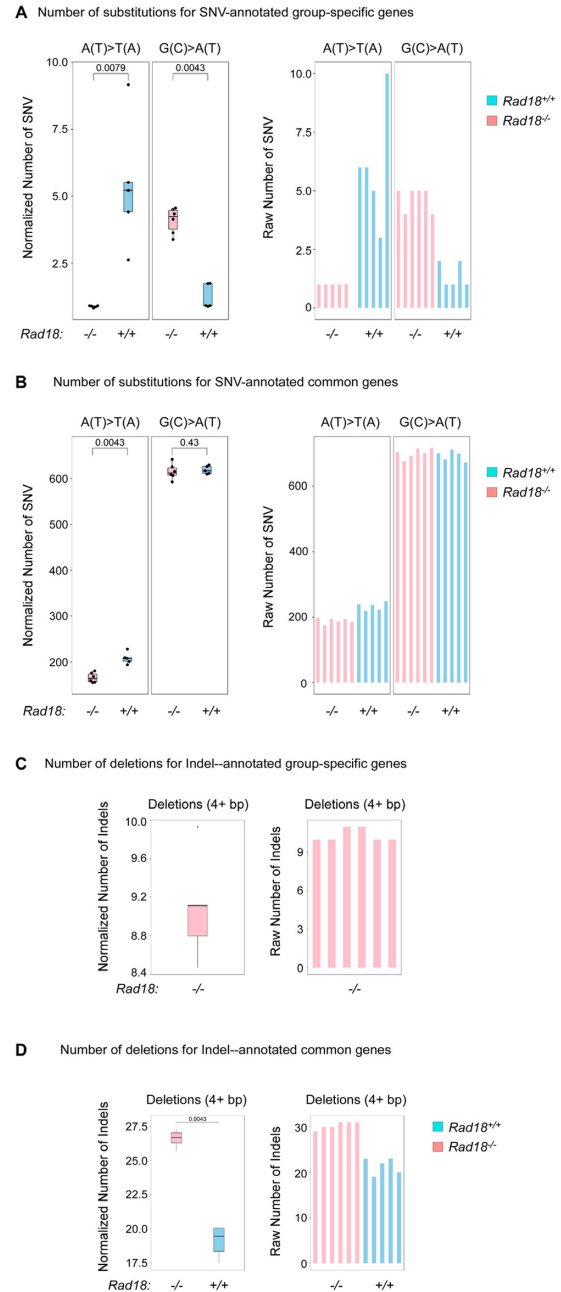 A Number of substitutions for SNV-annotated group-specific genes
A(T)>T(A) G(C)>A(T)
0.0079 0.0043
Normalized Number of SNV
10.0
7.5
5.0
2.5
Rad18: -/- +/+ -/- +/+
A(T)>T(A) G(C)>A(T)
Raw Number of SNV
10.0
7.5
5.0
2.5
0
-/- +/+ -/- +/+
Rad18+/+
Rad18-/-
B Number of substitutions for SNV-annotated common genes
A(T)>T(A) G(C)>A(T)
0.0043 0.43
Normalized Number of SNV
600
500
400
300
200
Rad18: -/- +/+ -/- +/+
A(T)>T(A) G(C)>A(T)
Raw Number of SNV
600
400
200
0
-/- +/+ -/- +/+
Rad18+/+
Rad18-/-
C Number of deletions for Indel--annotated group-specific genes
Deletions (4+ bp)
Normalized Number of Indels
10.0
9.6
9.2
8.8
8.4
Rad18: -/-
Deletions (4+ bp)
Raw Number of Indels
9
6
3
0
-/-
D Number of deletions for Indel--annotated common genes
Deletions (4+ bp)
0.0043
Normalized Number of Indels
27.5
25.0
22.5
20.0
17.5
Rad18: -/- +/+
Deletions (4+ bp)
Raw Number of Indels
30
20
10
0
-/- +/+
Rad18+/+
Rad18-/-